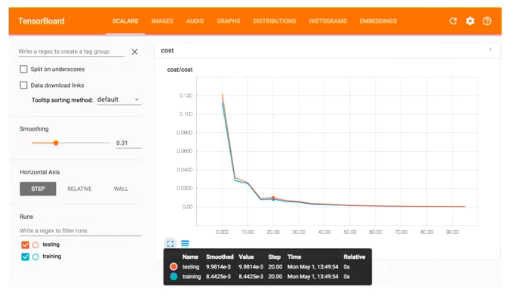 TensorBoard SCALARS IMAGES AUDIO GRAPHS DISTRIBUTIONS HISTOGRAMS EMBEDDINGS
Write a regex to create a tag group
Split on underscores
Data download links
Tooltip sorting method: default
Smoothing
0.31
Horizontal Axis
STEP RELATIVE WALL
Runs
Write a regex to filter runs
testing
training
cost
1
cost/cost
0.120
0.100
0.0800
0.0600
0.0400
0.00
0.000 10.00 20.00 30.00 40.00 50.00 60.00 70.00 80.00 90.00
Name Smoothed Value Step Time Relative
testing 9.9814e-3 9.9814e-3 20.00 Mon May 1, 13:49:54 0s
training 8.4425e-3 8.4425e-3 20.00 Mon May 1, 13:49:54 0s